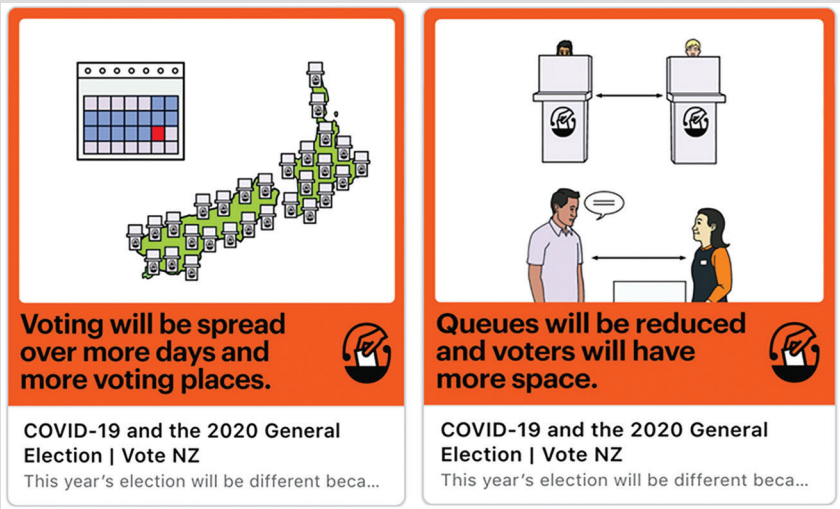 Voting will be spread
over more days and
more voting places.
COVID-19 and the 2020 General
Election | Vote NZ
This year's election will be different beca...
Queues will be reduced
and voters will have
more space.
COVID-19 and the 2020 General
Election | Vote NZ
This year's election will be different beca...